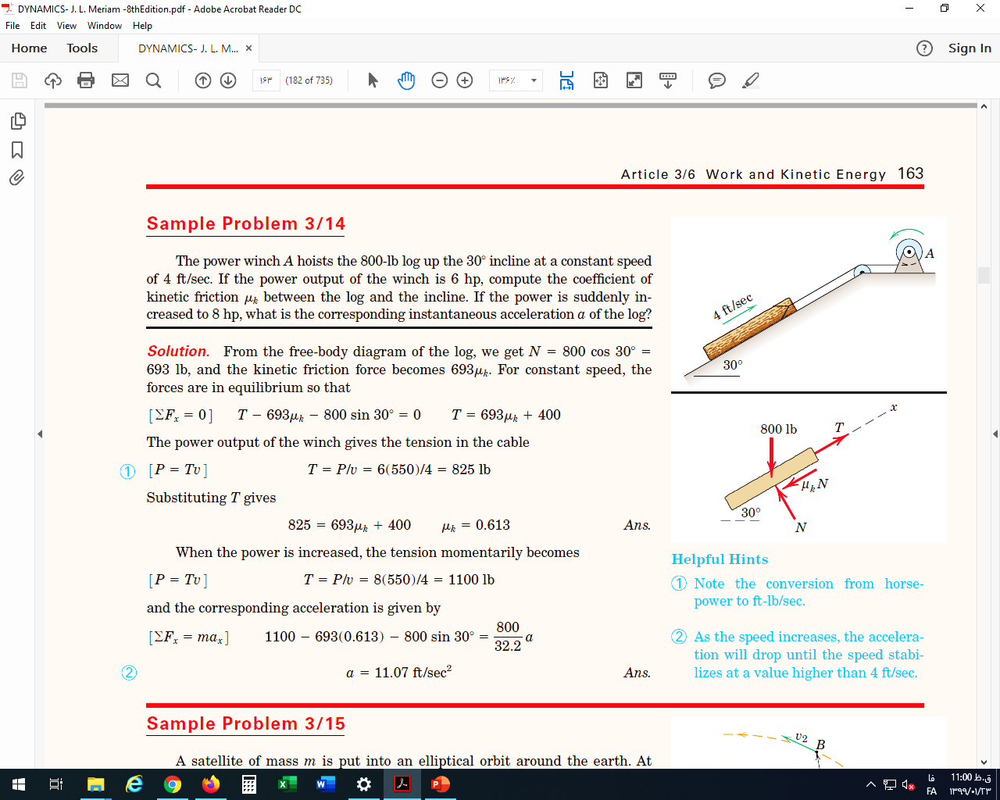 DYNAMICS- J. L. Meriam -8thEdition.pdf - Adobe Acrobat Reader DC
File Edit View Window Help
Home Tools DYNAMICS- J. L. M... × ? Sign In
۱۶۳ (182 of 735) ۱۳۶٪
Article 3/6 Work and Kinetic Energy 163
Sample Problem 3/14
The power winch A hoists the 800-lb log up the 30° incline at a constant speed
of 4 ft/sec. If the power output of the winch is 6 hp, compute the coefficient of
kinetic friction μk between the log and the incline. If the power is suddenly in-
creased to 8 hp, what is the corresponding instantaneous acceleration a of the log?
Solution. From the free-body diagram of the log, we get N = 800 cos 30° =
693 lb, and the kinetic friction force becomes 693μk. For constant speed, the
forces are in equilibrium so that
[ΣFx = 0] T − 693μk − 800 sin 30° = 0 T = 693μk + 400
The power output of the winch gives the tension in the cable
① [P = Tv] T = P/v = 6(550)/4 = 825 lb
Substituting T gives
825 = 693μk + 400 μk = 0.613 Ans.
When the power is increased, the tension momentarily becomes
[P = Tv] T = P/v = 8(550)/4 = 1100 lb
and the corresponding acceleration is given by
[ΣFx = max] 1100 − 693(0.613) − 800 sin 30° = 800/32.2 a
② a = 11.07 ft/sec² Ans.
A
4 ft/sec
30°
x
800 lb T
μkN
30°
N
Helpful Hints
① Note the conversion from horse-
power to ft-lb/sec.
② As the speed increases, the accelera-
tion will drop until the speed stabi-
lizes at a value higher than 4 ft/sec.
Sample Problem 3/15
A satellite of mass m is put into an elliptical orbit around the earth. At
v2 B
فا ق.ظ 11:00
FA ۱۳۹۹/۰۱/۲۳